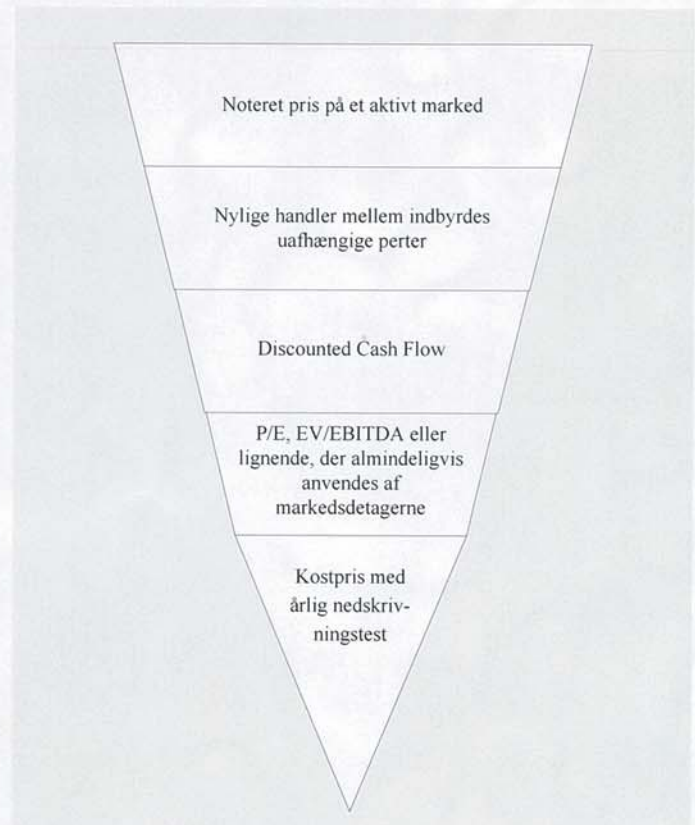 Noteret pris på et aktivt marked
Nylige handler mellem indbyrdes
uafhængige perter
Discounted Cash Flow
P/E, EV/EBITDA eller
lignende, der almindeligvis
anvendes af
markedsdetagerne
Kostpris med
årlig nedskriv-
ningstest